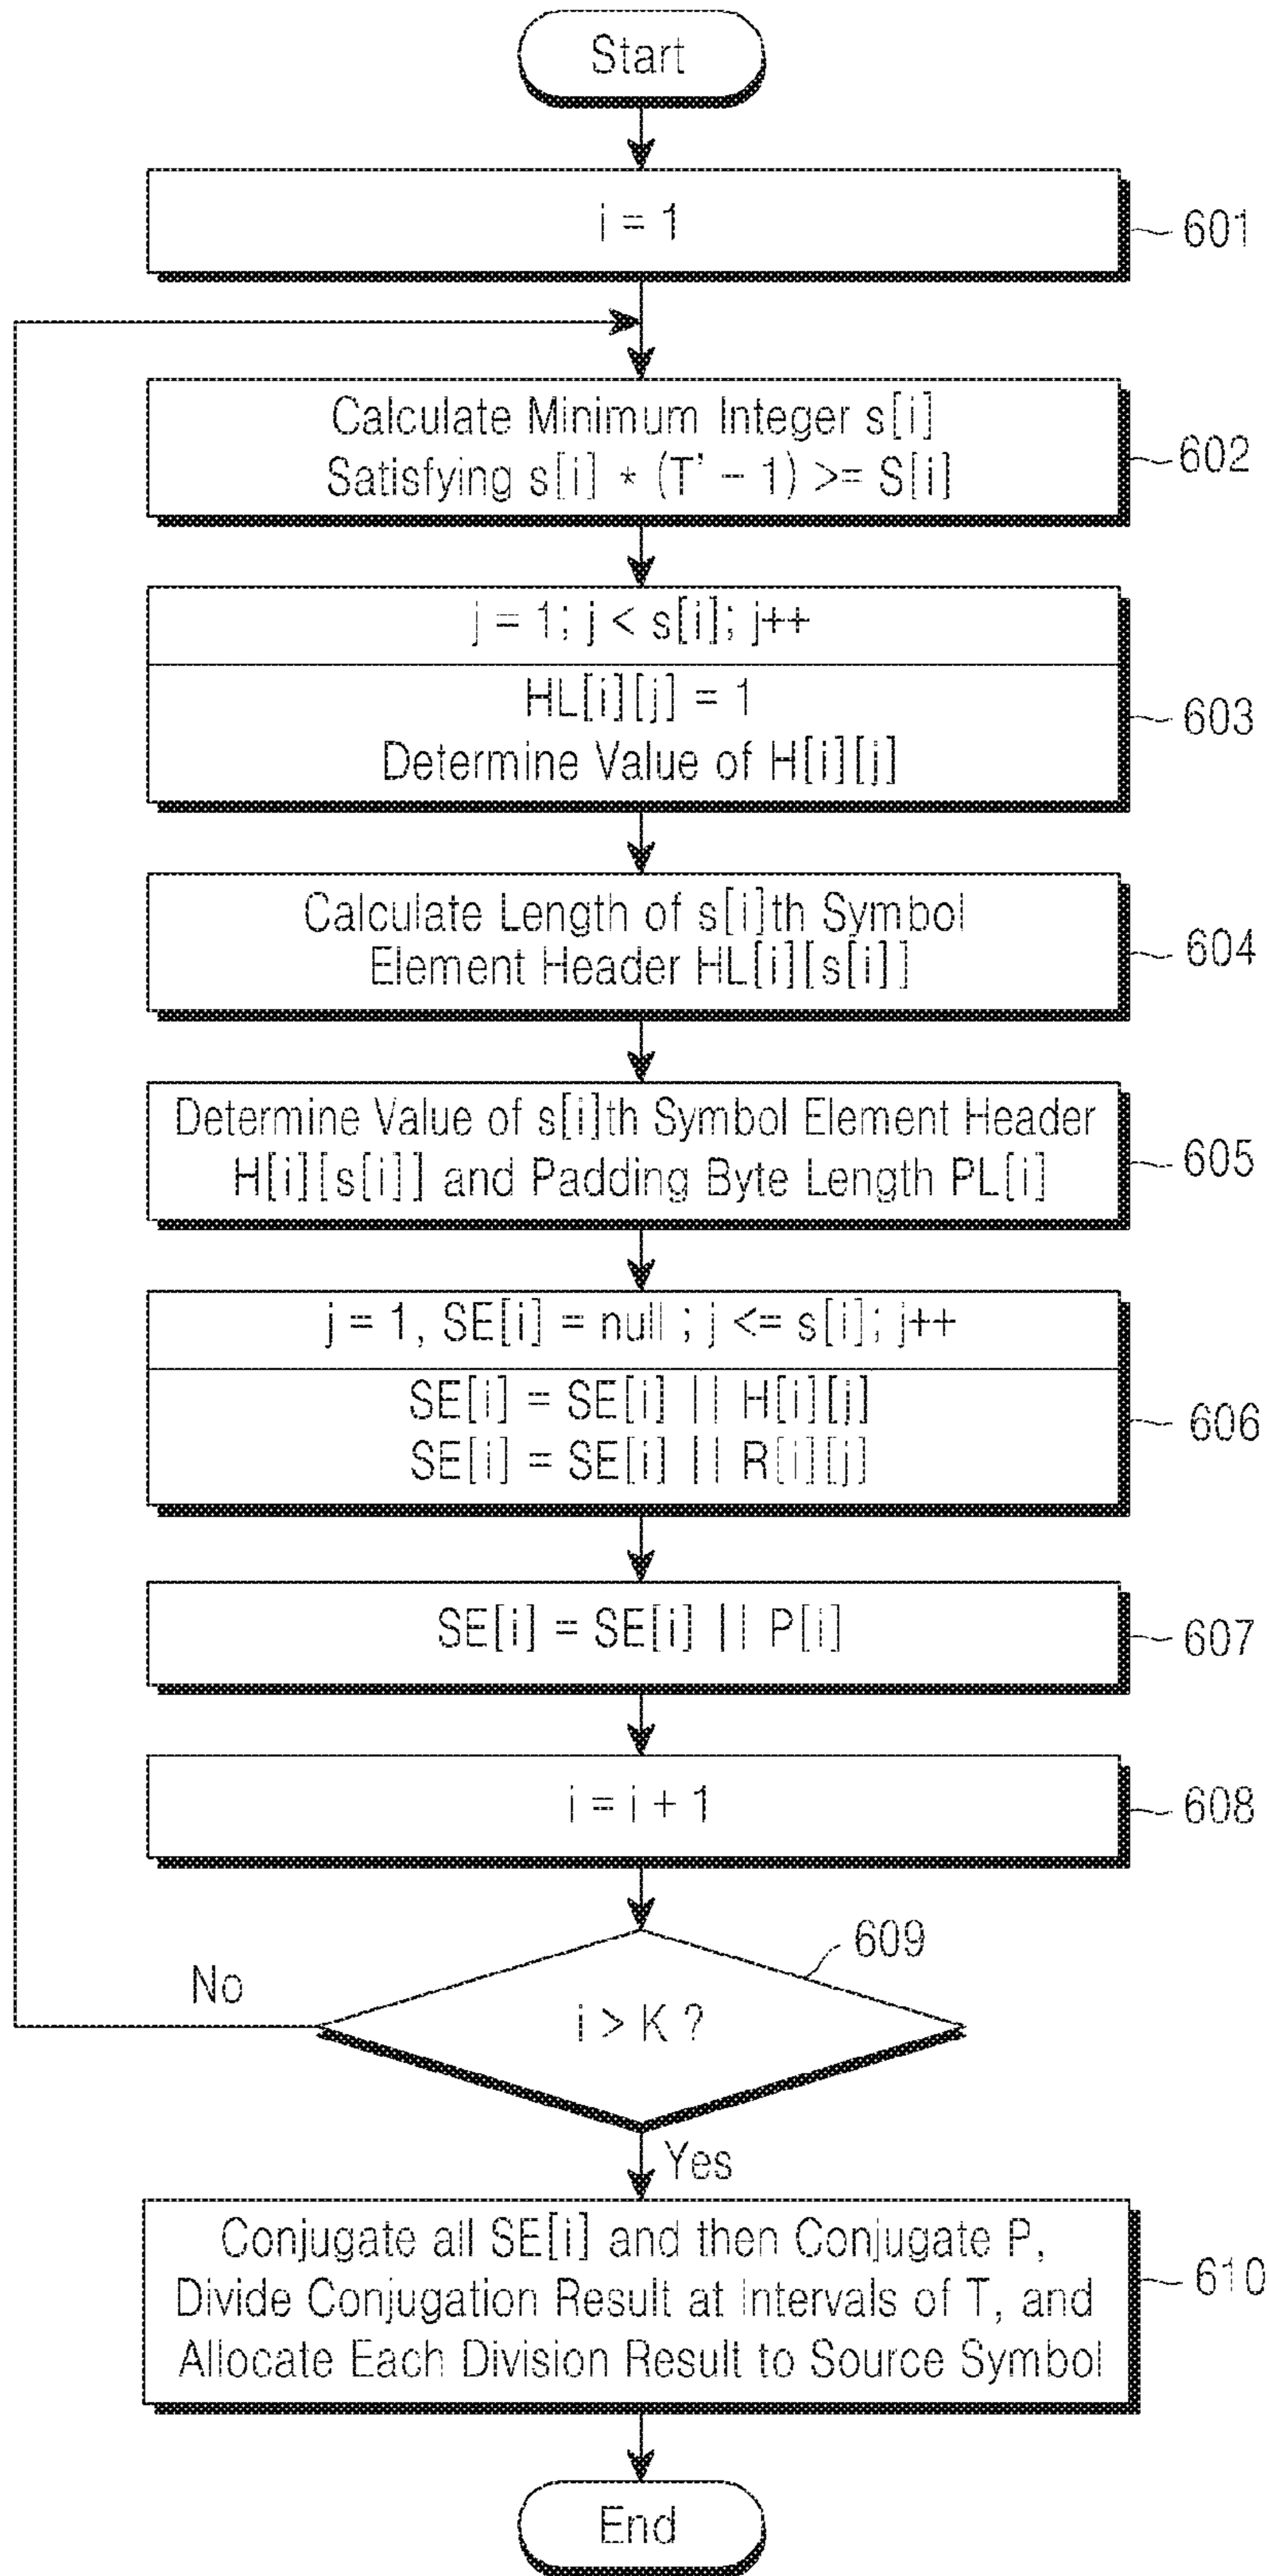 Start
i = 1
601
Calculate Minimum Integer s[i]
Satisfying s[i] * (T' - 1) >= S[i]
602
j = 1; j < s[i]; j++
HL[i][j] = 1
Determine Value of H[i][j]
603
Calculate Length of s[i]th Symbol
Element Header HL[i][s[i]]
604
Determine Value of s[i]th Symbol Element Header
H[i][s[i]] and Padding Byte Length PL[i]
605
j = 1, SE[i] = null ; j <= s[i]; j++
SE[i] = SE[i] || H[i][j]
SE[i] = SE[i] || R[i][j]
606
SE[i] = SE[i] || P[i]
607
i = i + 1
608
609
No
i > K ?
Yes
Conjugate all SE[i] and then Conjugate P,
Divide Conjugation Result at Intervals of T, and
Allocate Each Division Result to Source Symbol
610
End